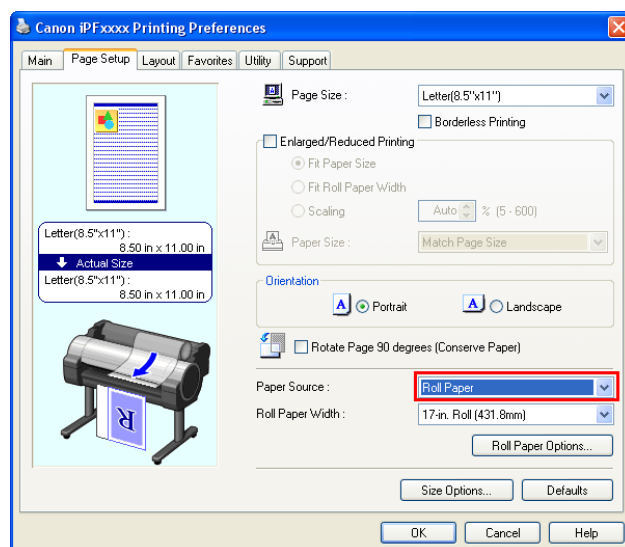 Canon iPFxxxx Printing Preferences
Main Page Setup Layout Favorites Utility Support
Page Size : Letter(8.5"x11")
Borderless Printing
Enlarged/Reduced Printing
Fit Paper Size
Fit Roll Paper Width
Scaling Auto % (5 - 600)
Paper Size : Match Page Size
Letter(8.5"x11") :
8.50 in x 11.00 in
Actual Size
Letter(8.5"x11") :
8.50 in x 11.00 in
Orientation
A Portrait A Landscape
Rotate Page 90 degrees (Conserve Paper)
Paper Source : Roll Paper
Roll Paper Width : 17-in. Roll (431.8mm)
R
Roll Paper Options...
Size Options... Defaults
OK Cancel Help